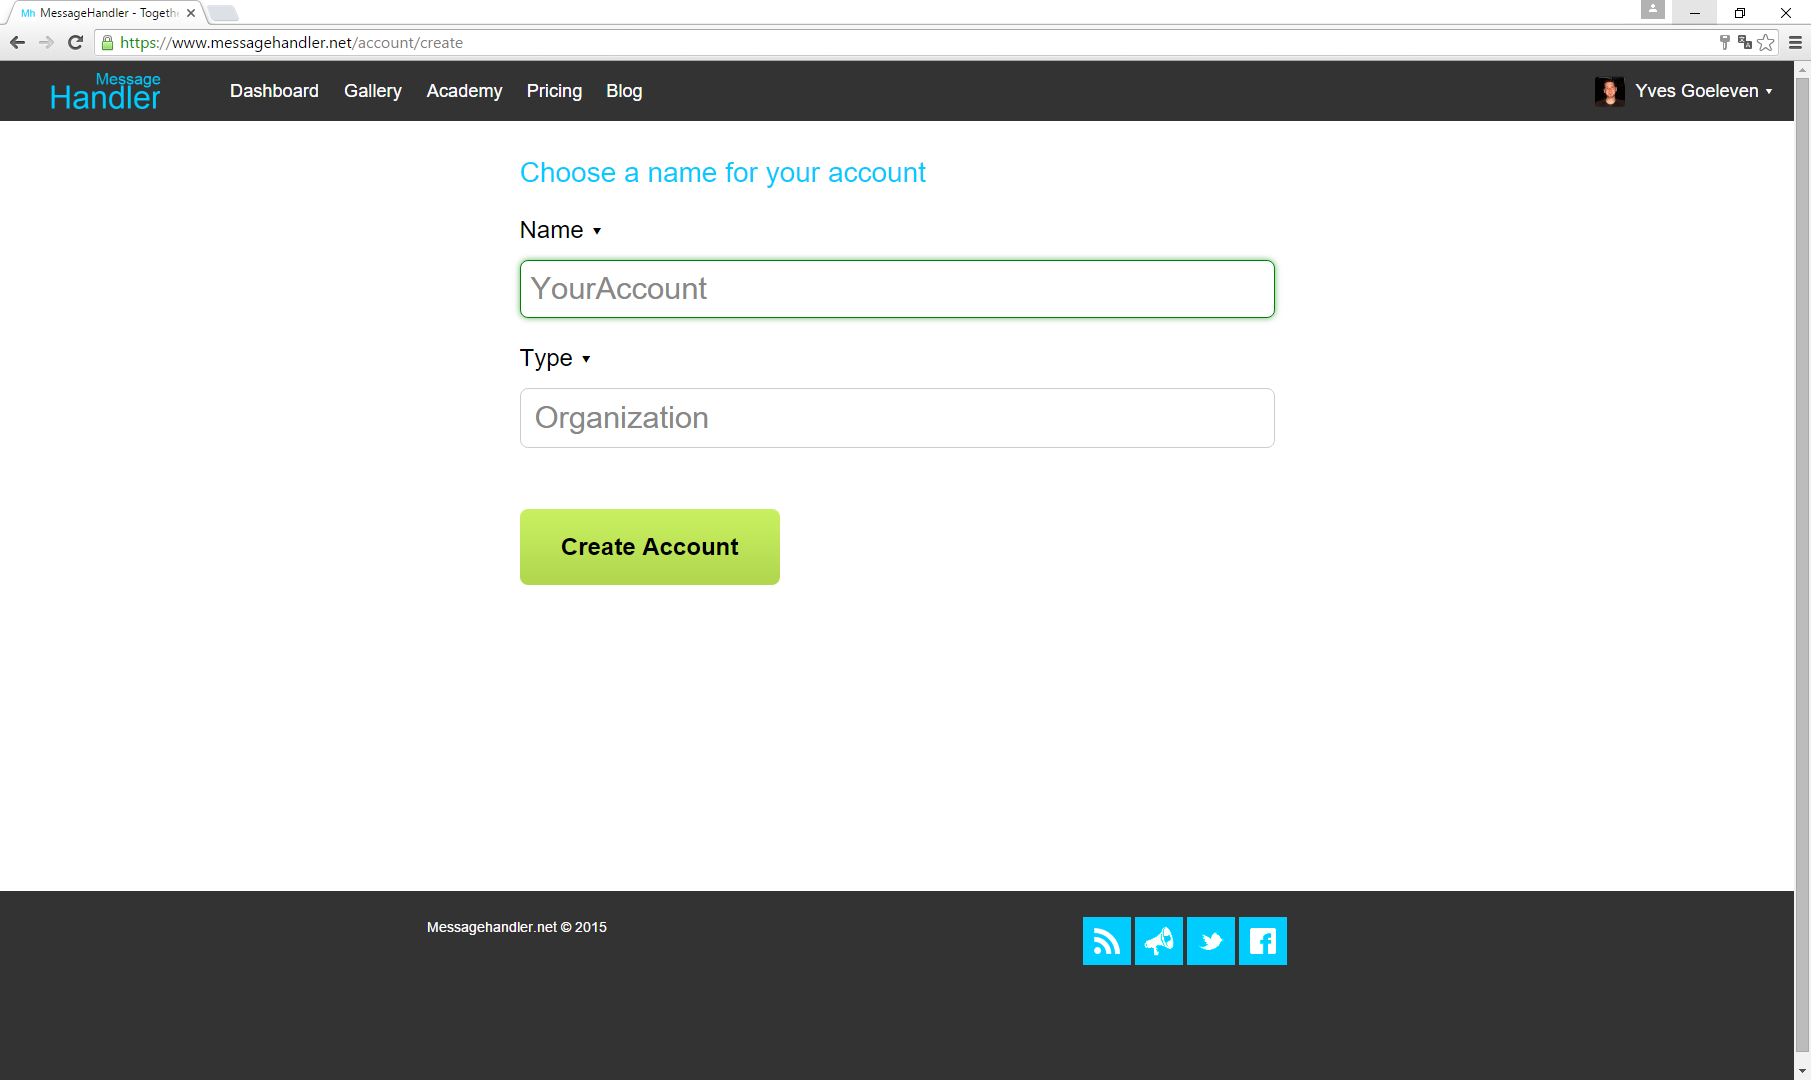 Mh MessageHandler - Togeth
https://www.messagehandler.net/account/create
Message
Handler
Dashboard Gallery Academy Pricing Blog
Yves Goeleven
Choose a name for your account
Name
YourAccount
Type
Organization
Create Account
Messagehandler.net © 2015